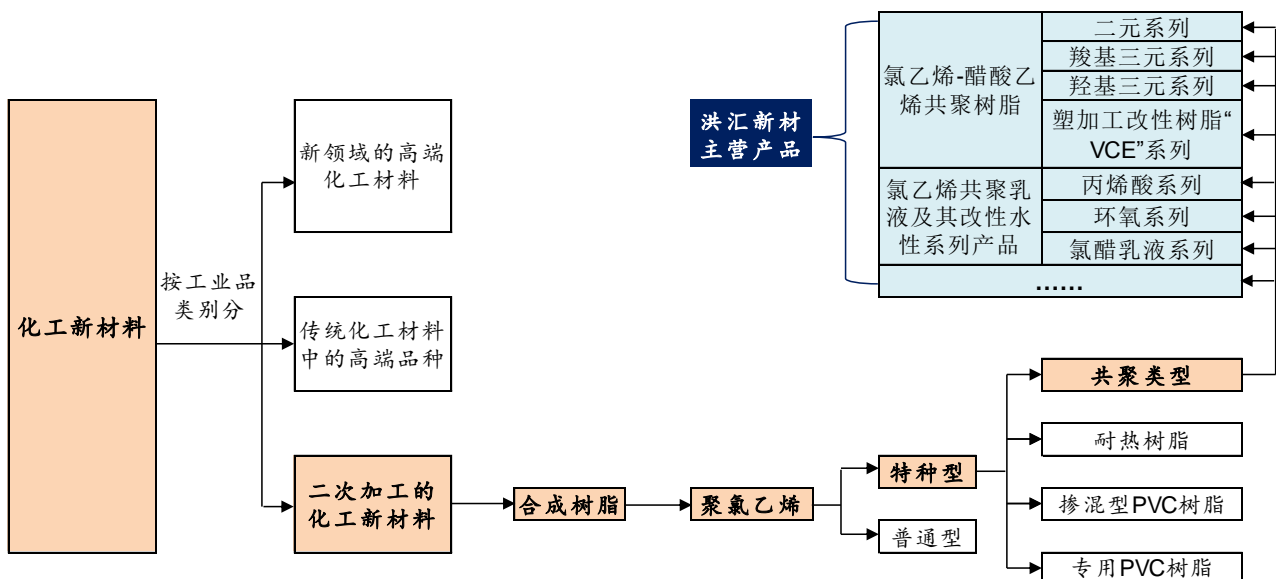 化工新材料
按工业品
类别分
新领域的高端
化工材料
传统化工材料
中的高端品种
二次加工的
化工新材料
合成树脂
聚氯乙烯
特种型
普通型
共聚类型
耐热树脂
掺混型PVC树脂
专用PVC树脂
洪汇新材
主营产品
氯乙烯-醋酸乙
烯共聚树脂
二元系列
羧基三元系列
羟基三元系列
塑加工改性树脂“
VCE”系列
氯乙烯共聚乳
液及其改性水
性系列产品
丙烯酸系列
环氧系列
氯醋乳液系列
......